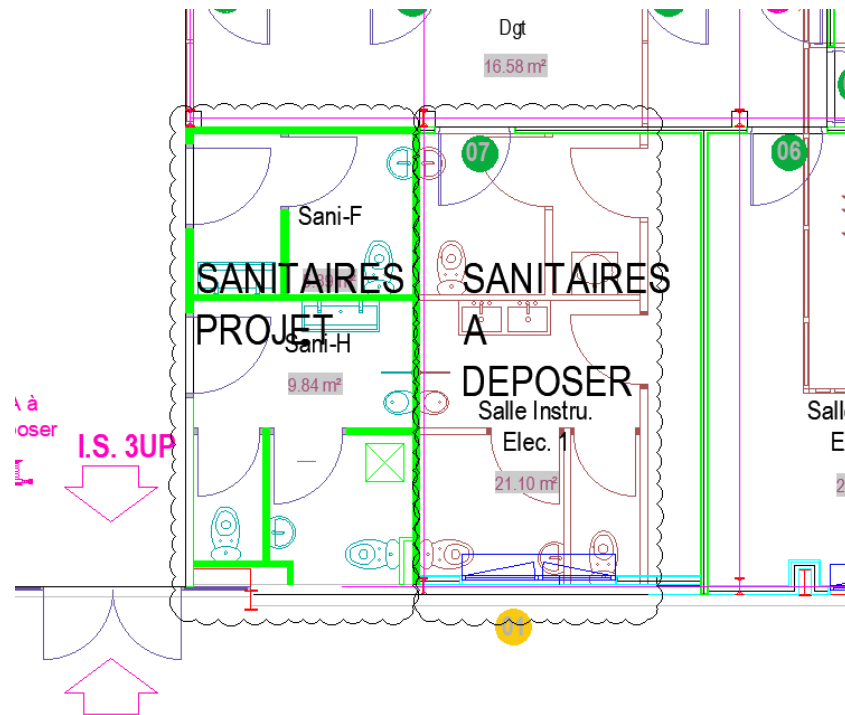 Dgt
16.58 m²
07
06
Sani-F
SANITAIRES
PROJET
SANITAIRES
A
DEPOSER
Sani-H
9.84 m²
Salle Instru.
Elec. 1
21.10 m²
à
I.S. 3UP
01